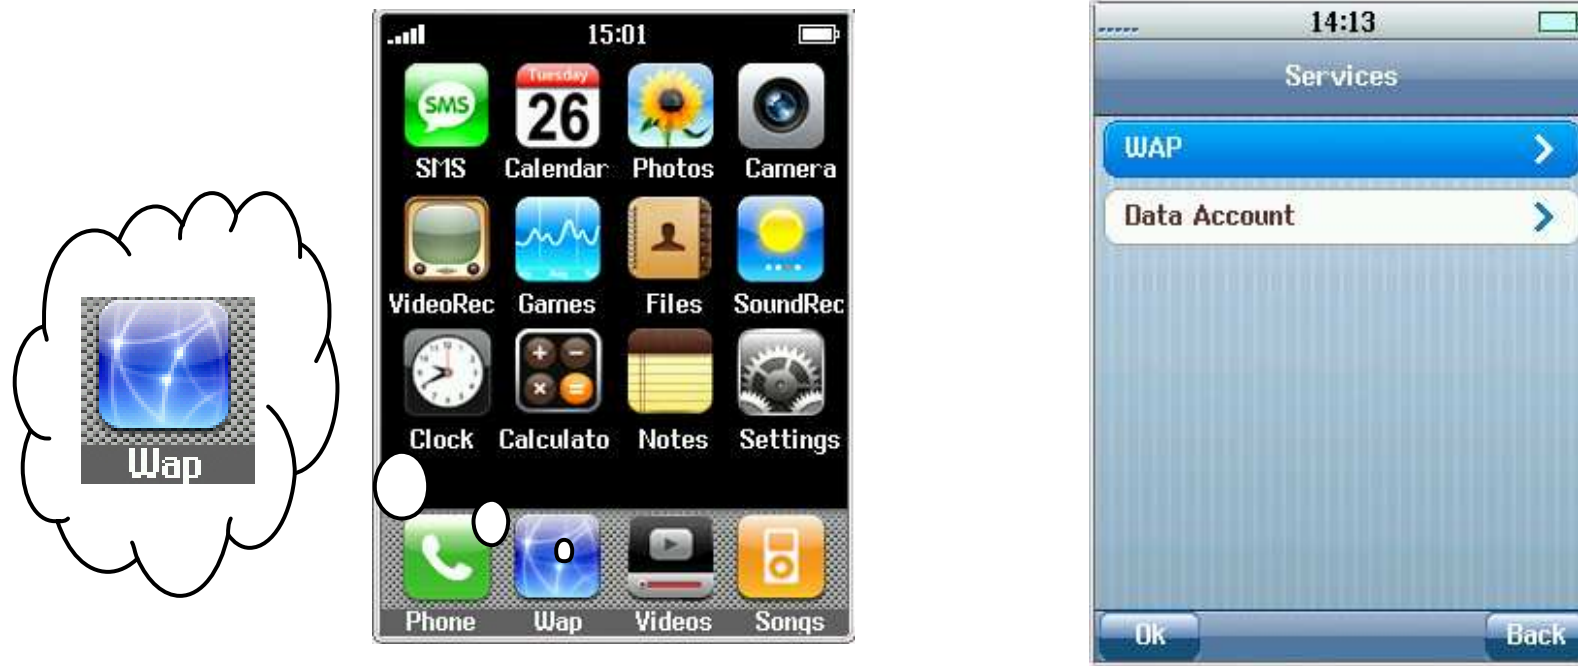 Wap
15:01
Tuesday
SMS 26
SMS Calendar Photos Camera
VideoRec Games Files SoundRec
Clock Calculato Notes Settings
Phone Wap Videos Songs
14:13
Services
WAP
Data Account
Ok Back